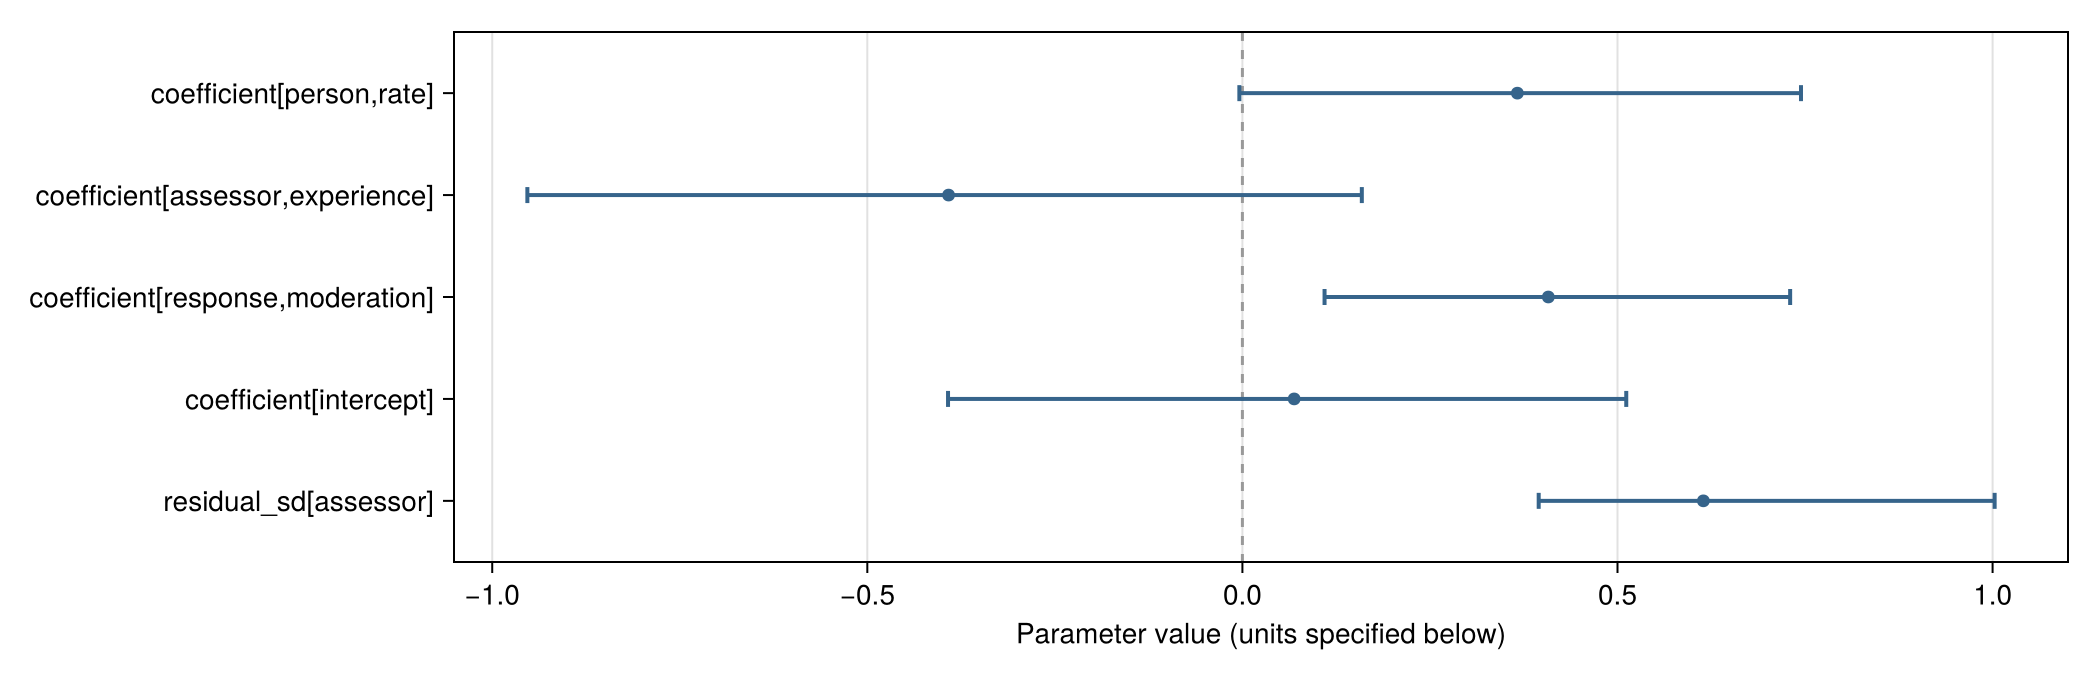 coefficient[person,rate]
coefficient[assessor,experience]
coefficient[response,moderation]
coefficient[intercept]
residual_sd[assessor]
−1.0 −0.5 0.0 0.5 1.0
Parameter value (units specified below)